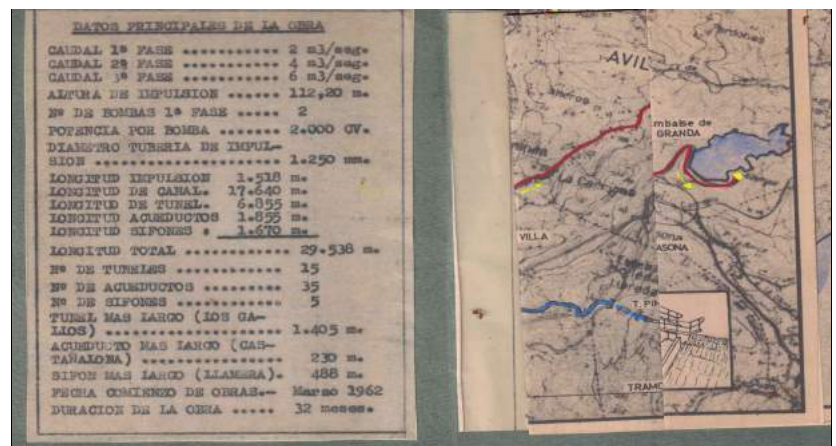 DATOS PRINCIPALES DE LA OBRA
CAUDAL 1ª FASE ........... 2 m3/seg.
CAUDAL 2ª FASE ........... 4 m3/seg.
CAUDAL 3ª FASE ........... 6 m3/seg.
ALTURA DE IMPULSION ...... 112,20 m.
Nº DE BOMBAS 1ª FASE ..... 2
POTENCIA POR BOMBA ....... 2.000 CV.
DIAMETRO TUBERIA DE IMPUL-
SION ..................... 1.250 mm.
LONGITUD IMPULSION 1.518 m.
LONGITUD DE CANAL. 17.640 m.
LONGITUD DE TUNEL. 6.855 m.
LONGITUD ACUEDUCTOS 1.855 m.
LONGITUD SIFONES . 1.670 m.
LONGITUD TOTAL ........... 29.538 m.
Nº DE TUNELES ............ 15
Nº DE ACUEDUCTOS ......... 35
Nº DE SIFONES ............ 5
TUNEL MAS LARGO (LOS GA-
LIOS) .................... 1.405 m.
ACUEDUCTO MAS LARGO (CAS-
TAÑALONA) ................ 230 m.
SIFON MAS LARGO (LLAMERA). 488 m.
FECHA COMIENZO DE OBRAS.- Marzo 1962
DURACION DE LA OBRA ..... 32 meses.
AVIL
mbalse de
GRANDA
VILLA
ASONA
T. PI
TRAMO